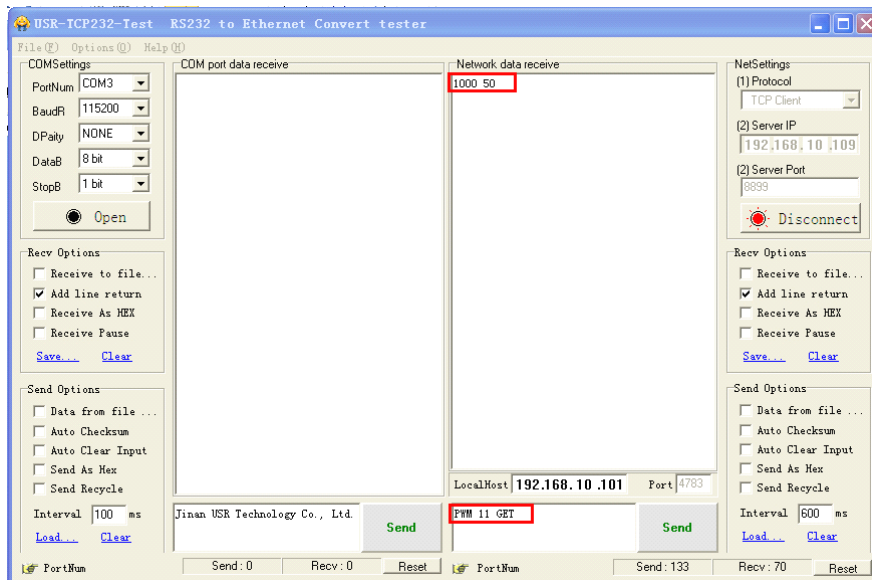 USR-TCP232-Test RS232 to Ethernet Convert tester
File(F) Options(O) Help(H)
COMSettings
PortNum COM3
BaudR 115200
DPaity NONE
DataB 8 bit
StopB 1 bit
Open
Recv Options
Receive to file...
Add line return
Receive As HEX
Receive Pause
Save... Clear
Send Options
Data from file ...
Auto Checksum
Auto Clear Input
Send As Hex
Send Recycle
Interval 100 ms
Load... Clear
COM port data receive
Jinan USR Technology Co., Ltd.
Send
Network data receive
1000 50
LocalHost 192.168.10.101 Port 4783
PWM 11 GET
Send
NetSettings
(1) Protocol
TCP Client
(2) Server IP
192.168.10.109
(2) Server Port
8899
Disconnect
Recv Options
Receive to file...
Add line return
Receive As HEX
Receive Pause
Save... Clear
Send Options
Data from file ...
Auto Checksum
Auto Clear Input
Send As Hex
Send Recycle
Interval 600 ms
Load... Clear
PortNum Send : 0 Recv : 0 Reset
PortNum Send : 133 Recv : 70 Reset